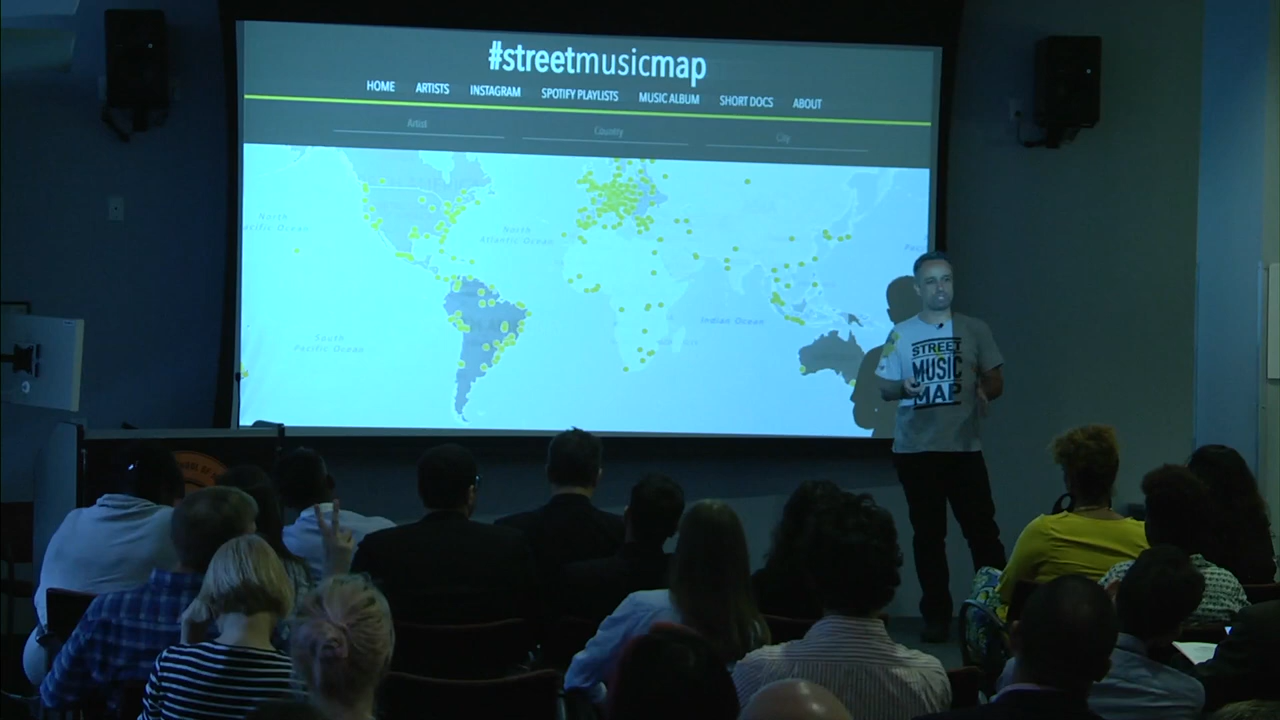 #streetmusicmap
HOME ARTISTS INSTAGRAM SPOTIFY PLAYLISTS MUSIC ALBUM SHORT DOCS ABOUT
Artist Country City
North
Pacific Ocean
North
Atlantic Ocean
South
Pacific Ocean
Indian Ocean
STREET
MUSIC
MAP